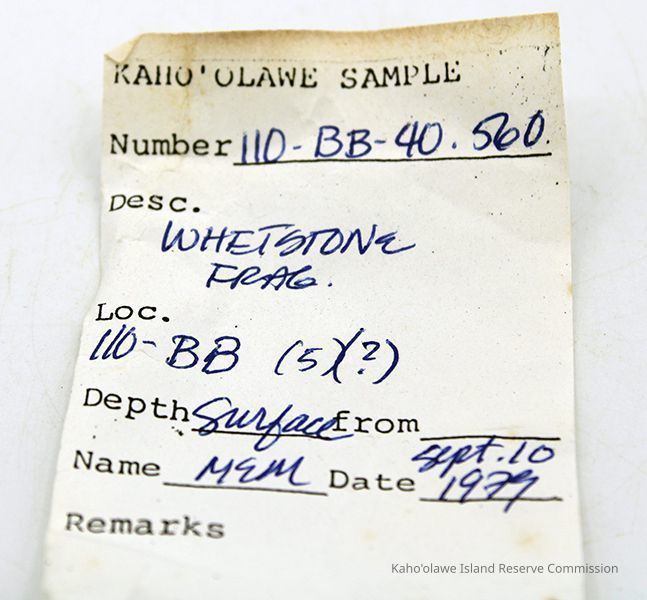 KAHO'OLAWE SAMPLE
Number 110-BB-40.560.
Desc.
WHETSTONE
FRAG.
Loc.
110-BB (5)(?)
Depth Surface from
Name MEM Date Sept. 10
1979
Remarks
Kaho'olawe Island Reserve Commission